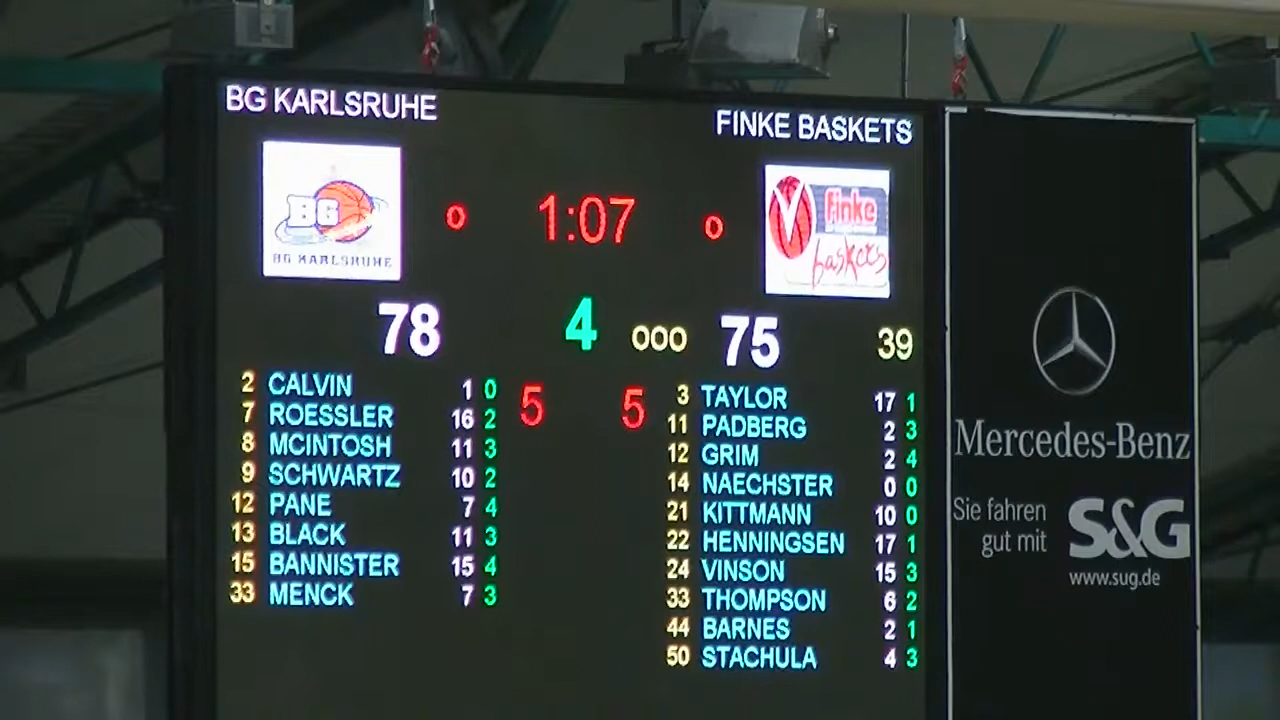 BG KARLSRUHE
FINKE BASKETS
BG
BG KARLSRUHE
0 1:07 0
finke
baskets
78 4 000 75 39
5 5
2 CALVIN 1 0
7 ROESSLER 16 2
8 MCINTOSH 11 3
9 SCHWARTZ 10 2
12 PANE 7 4
13 BLACK 11 3
15 BANNISTER 15 4
33 MENCK 7 3
3 TAYLOR 17 1
11 PADBERG 2 3
12 GRIM 2 4
14 NAECHSTER 0 0
21 KITTMANN 10 0
22 HENNINGSEN 17 1
24 VINSON 15 3
33 THOMPSON 6 2
44 BARNES 2 1
50 STACHULA 4 3
Mercedes-Benz
Sie fahren
gut mit
S&G
www.sug.de